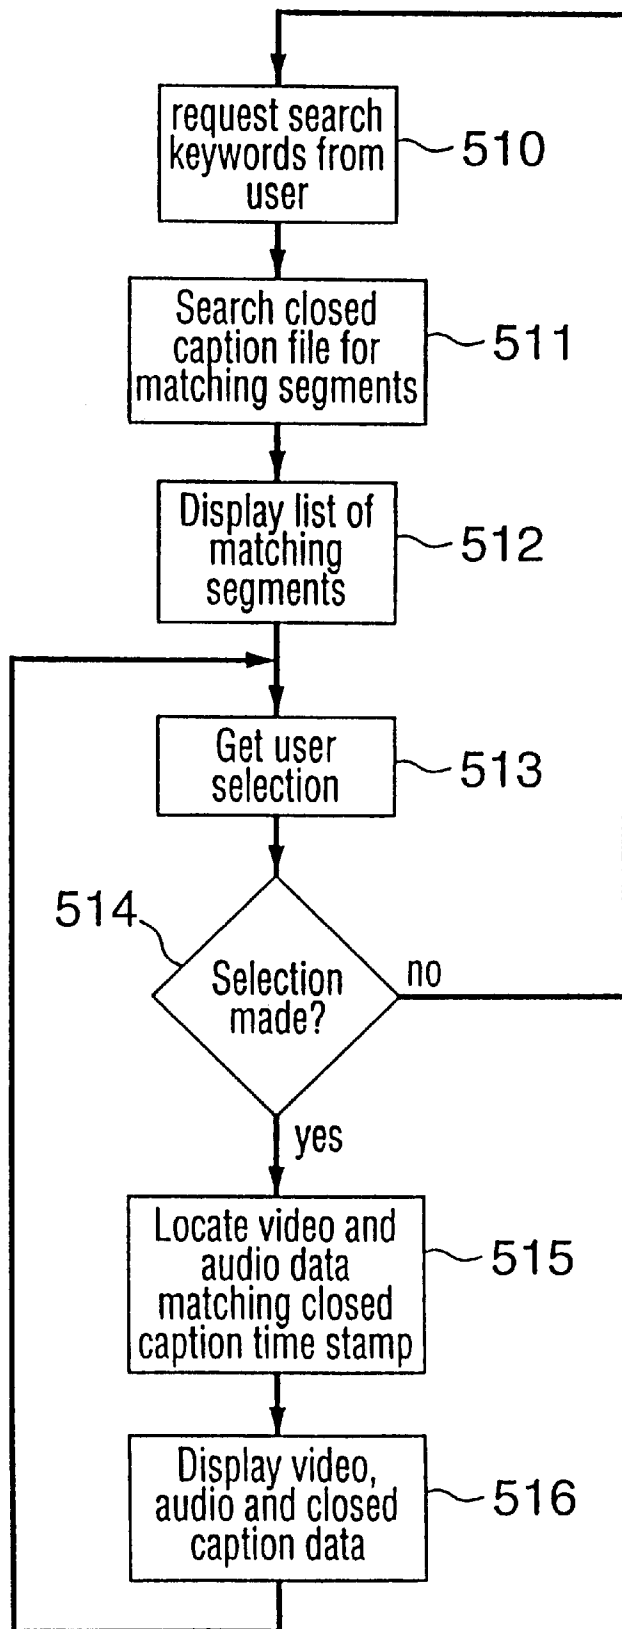 request search
keywords from
user
510
Search closed
caption file for
matching segments
511
Display list of
matching
segments
512
Get user
selection
513
514
Selection
made?
no
yes
Locate video and
audio data
matching closed
caption time stamp
515
Display video,
audio and closed
caption data
516